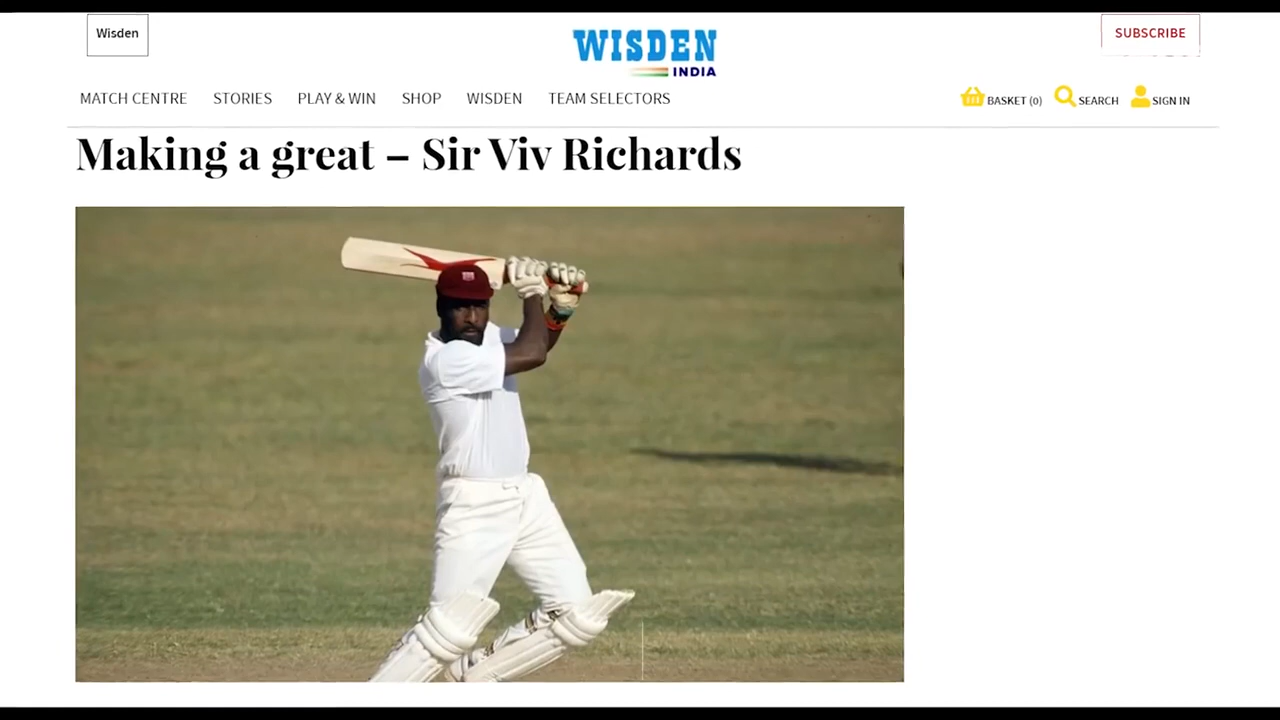 Wisden
WISDEN
INDIA
SUBSCRIBE
MATCH CENTRE STORIES PLAY & WIN SHOP WISDEN TEAM SELECTORS
BASKET (0) SEARCH SIGN IN
Making a great – Sir Viv Richards